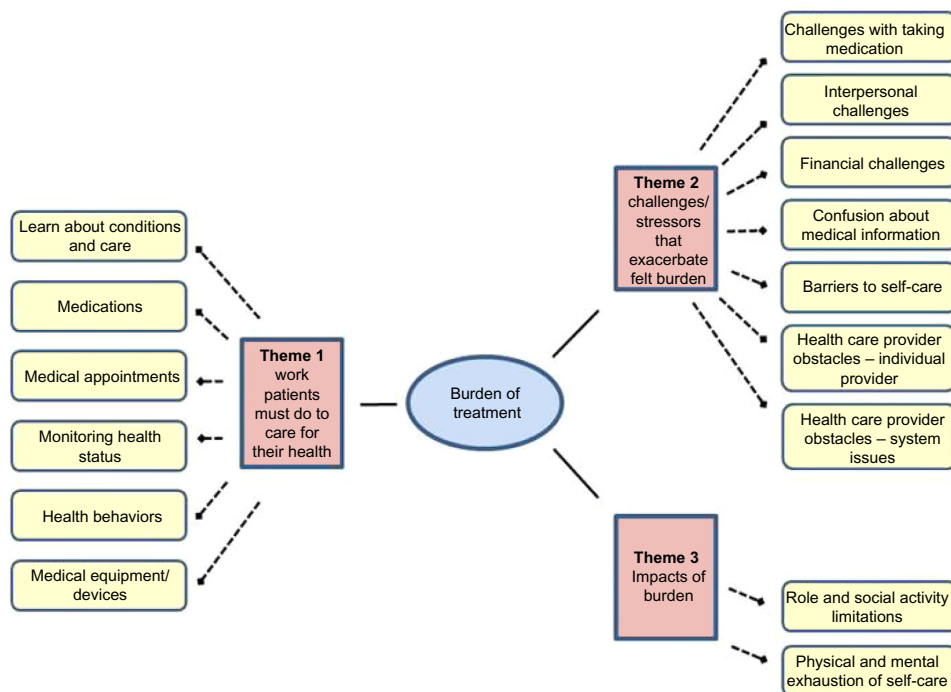 Learn about conditions
and care
Medications
Medical appointments
Monitoring health
status
Health behaviors
Medical equipment/
devices
Theme 1
work
patients
must do to
care for
their health
Burden of
treatment
Theme 2
challenges/
stressors
that
exacerbate
felt burden
Challenges with taking
medication
Interpersonal
challenges
Financial challenges
Confusion about
medical information
Barriers to self-care
Health care provider
obstacles – individual
provider
Health care provider
obstacles – system
issues
Theme 3
Impacts of
burden
Role and social activity
limitations
Physical and mental
exhaustion of self-care